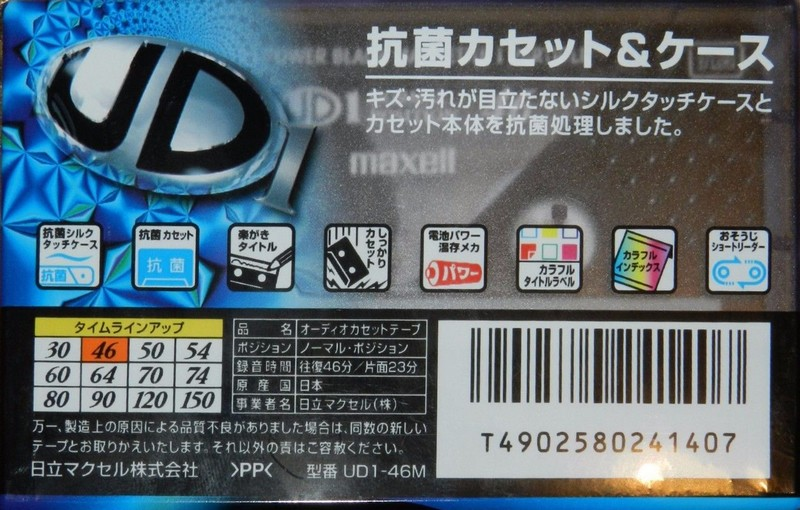 抗菌カセット&ケース
キズ・汚れが目立たないシルクタッチケースと
カセット本体を抗菌処理しました。
UD I
maxell
抗菌シルク
タッチケース
抗菌
抗菌カセット
抗菌
楽がき
タイトル
しっかり
カセット
電池パワー
温存メカ
パワー
カラフル
タイトルラベル
カラフル
インデックス
おそうじ
ショートリーダー
タイムラインアップ
30 46 50 54
60 64 70 74
80 90 120 150
品名 オーディオカセットテープ
ポジション ノーマル・ポジション
録音時間 往復46分/片面23分
原産国 日本
事業者名 日立マクセル(株)
万一、製造上の原因による品質不良がありました場合は、同数の新しい
テープとお取りかえいたします。それ以外の責はご容赦ください。
日立マクセル株式会社 >PP< 型番 UD1-46M
T4902580241407